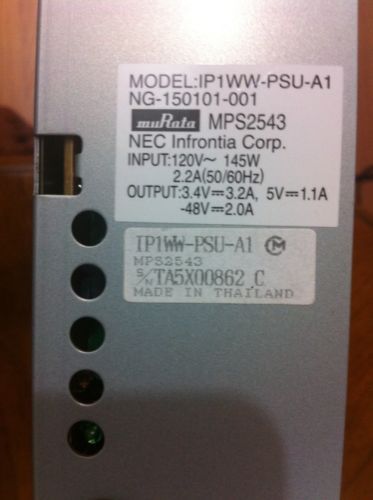 MODEL:IP1WW-PSU-A1
NG-150101-001
muRata MPS2543
NEC Infrontia Corp.
INPUT:120V~ 145W
2.2A(50/60Hz)
OUTPUT:3.4V⎓3.2A, 5V⎓1.1A
-48V⎓2.0A
IP1WW-PSU-A1
MPS2543
S/N TA5X00862 C
MADE IN THAILAND